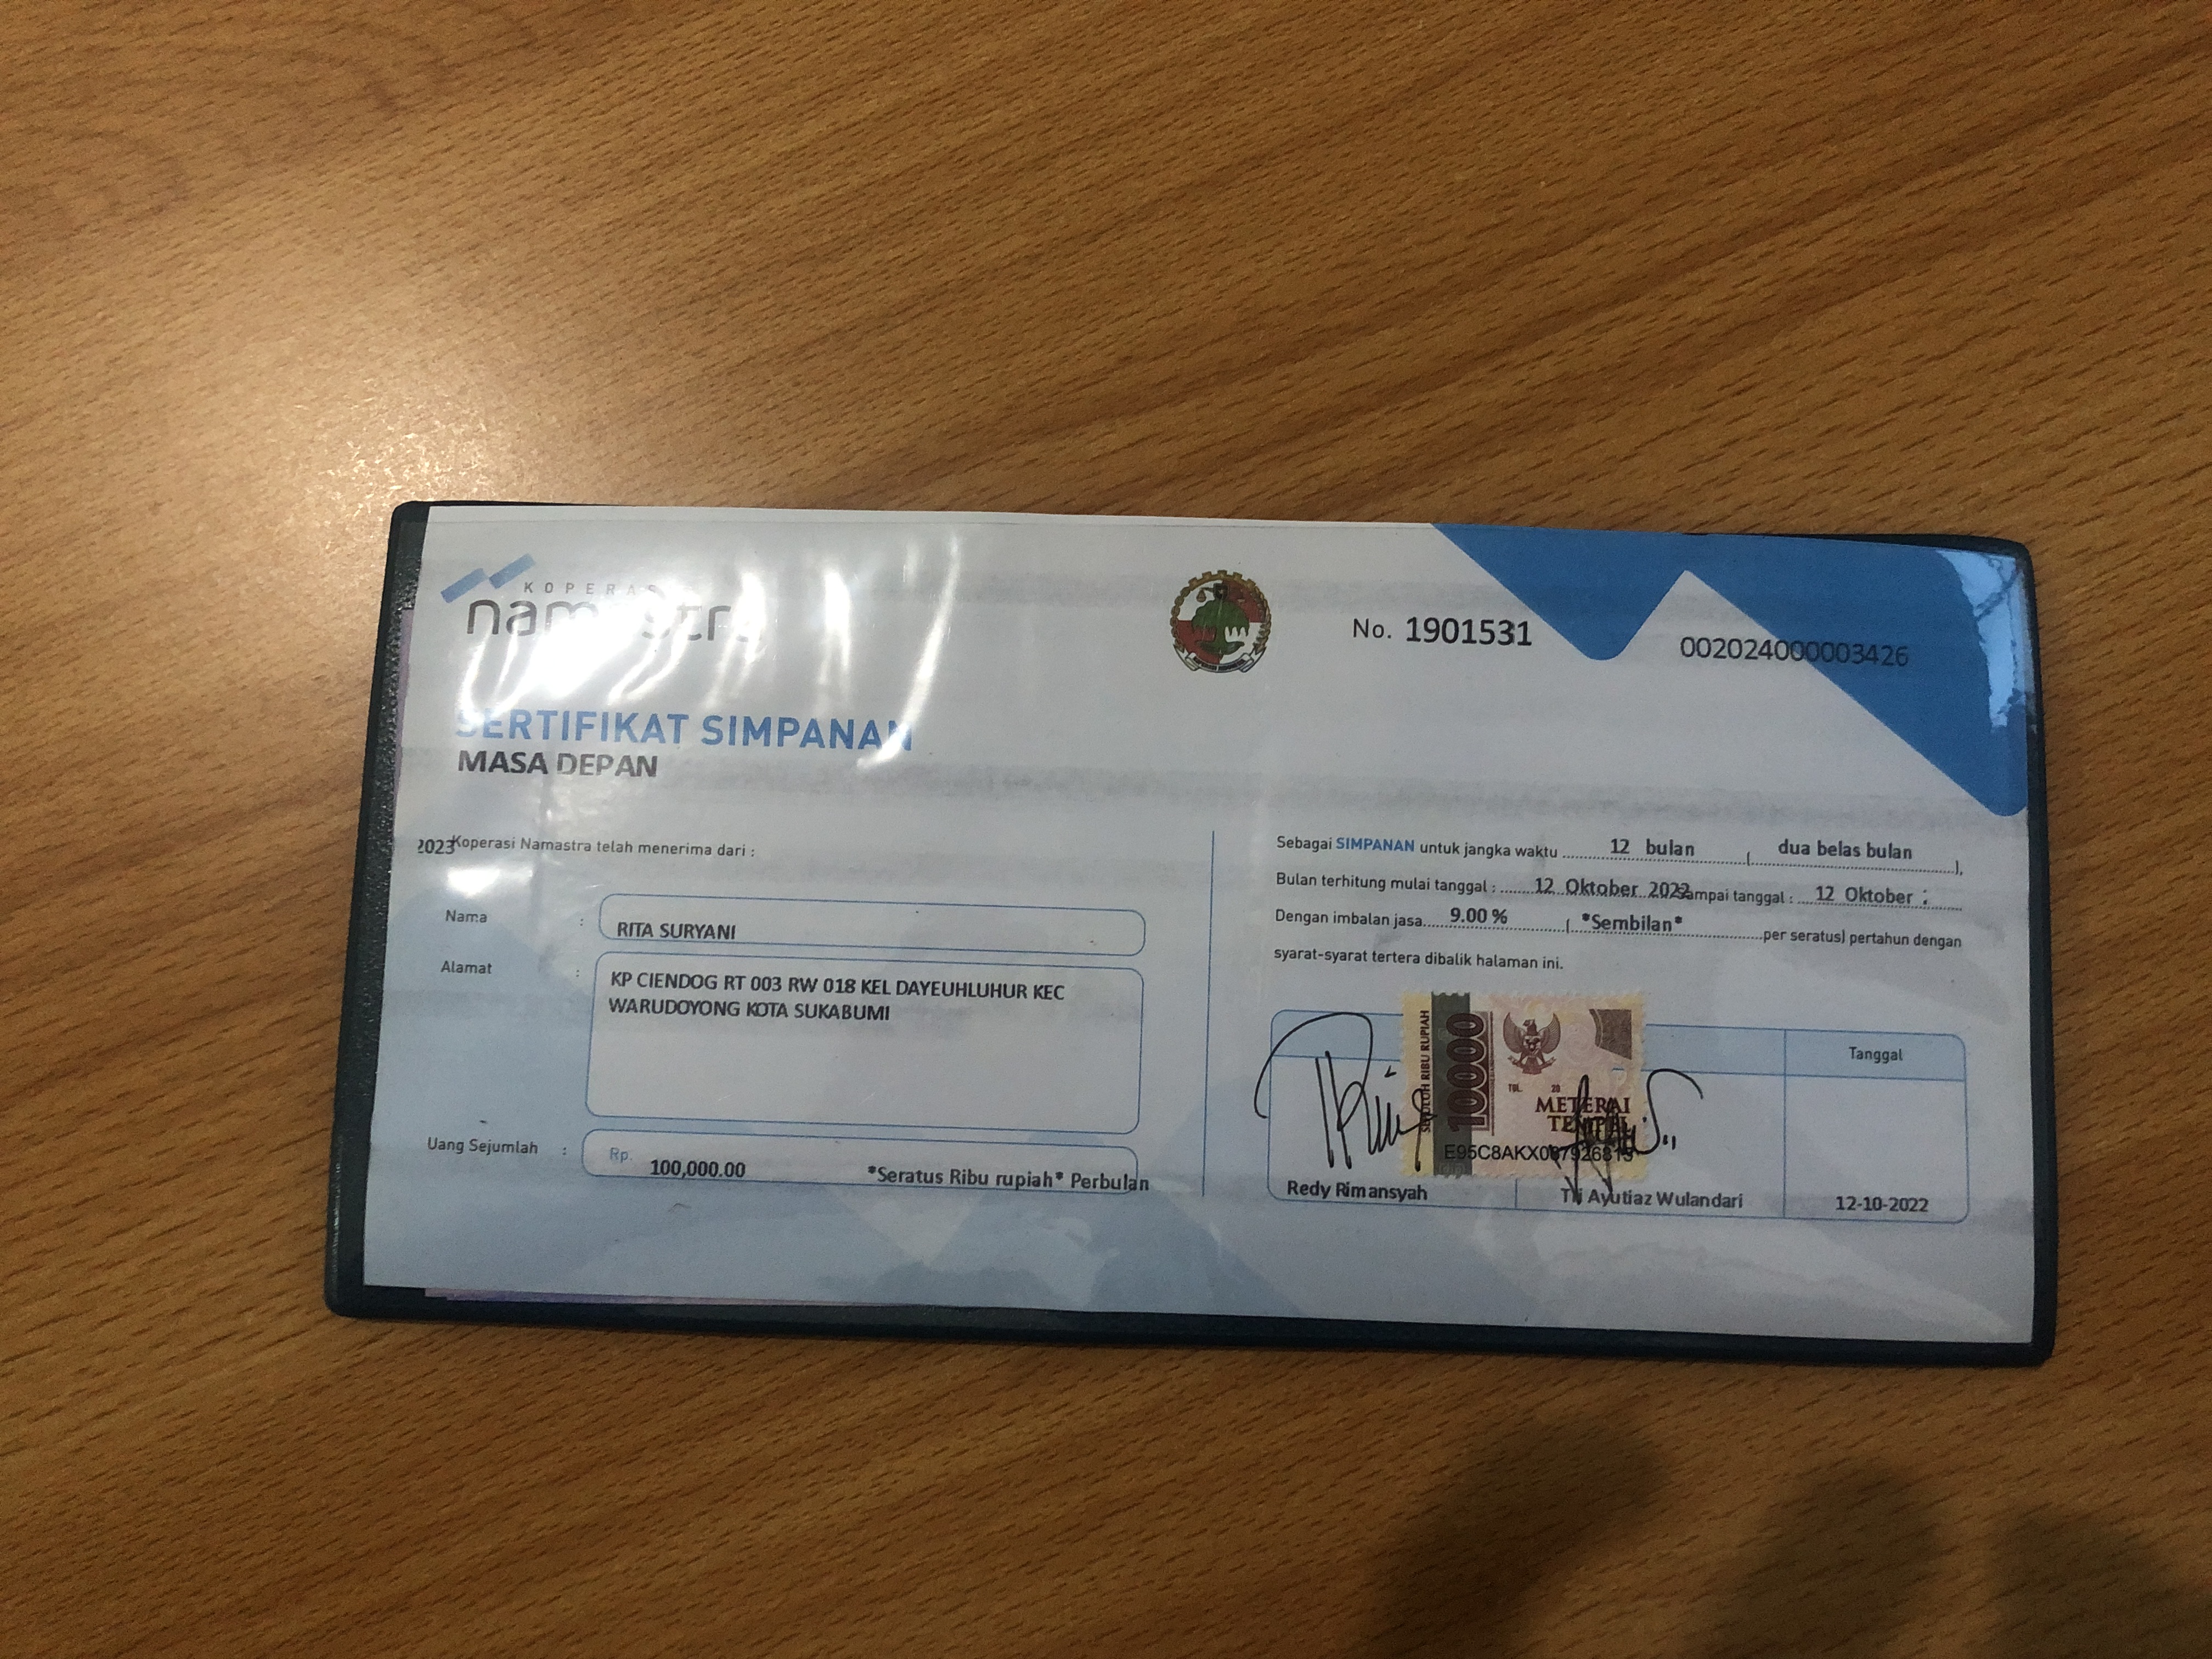 KOPERASI
No. 1901531
00202400003426
SERTIFIKAT SIMPANAN
MASA DEPAN
2023
Koperasi Namastra telah menerima dari :
Nama : RITA SURYANI
Alamat : KP CIENDOG RT 003 RW 018 KEL DAYEUHLUHUR KEC
WARUDOYONG KOTA SUKABUMI
Uang Sejumlah : Rp. 100,000.00 *Seratus Ribu rupiah* Perbulan
Sebagai SIMPANAN untuk jangka waktu 12 bulan ( dua belas bulan ),
Bulan terhitung mulai tanggal : 12 Oktober 2022 sampai tanggal : 12 Oktober
Dengan imbalan jasa 9.00 % ( *Sembilan* per seratus) pertahun dengan
syarat-syarat tertera dibalik halaman ini.
Tanggal
SEPULUH RIBU RUPIAH
10000
TGL. 20
METERAI
TEMPEL
Redy Rimansyah
Tri Ayutiaz Wulandari
12-10-2022